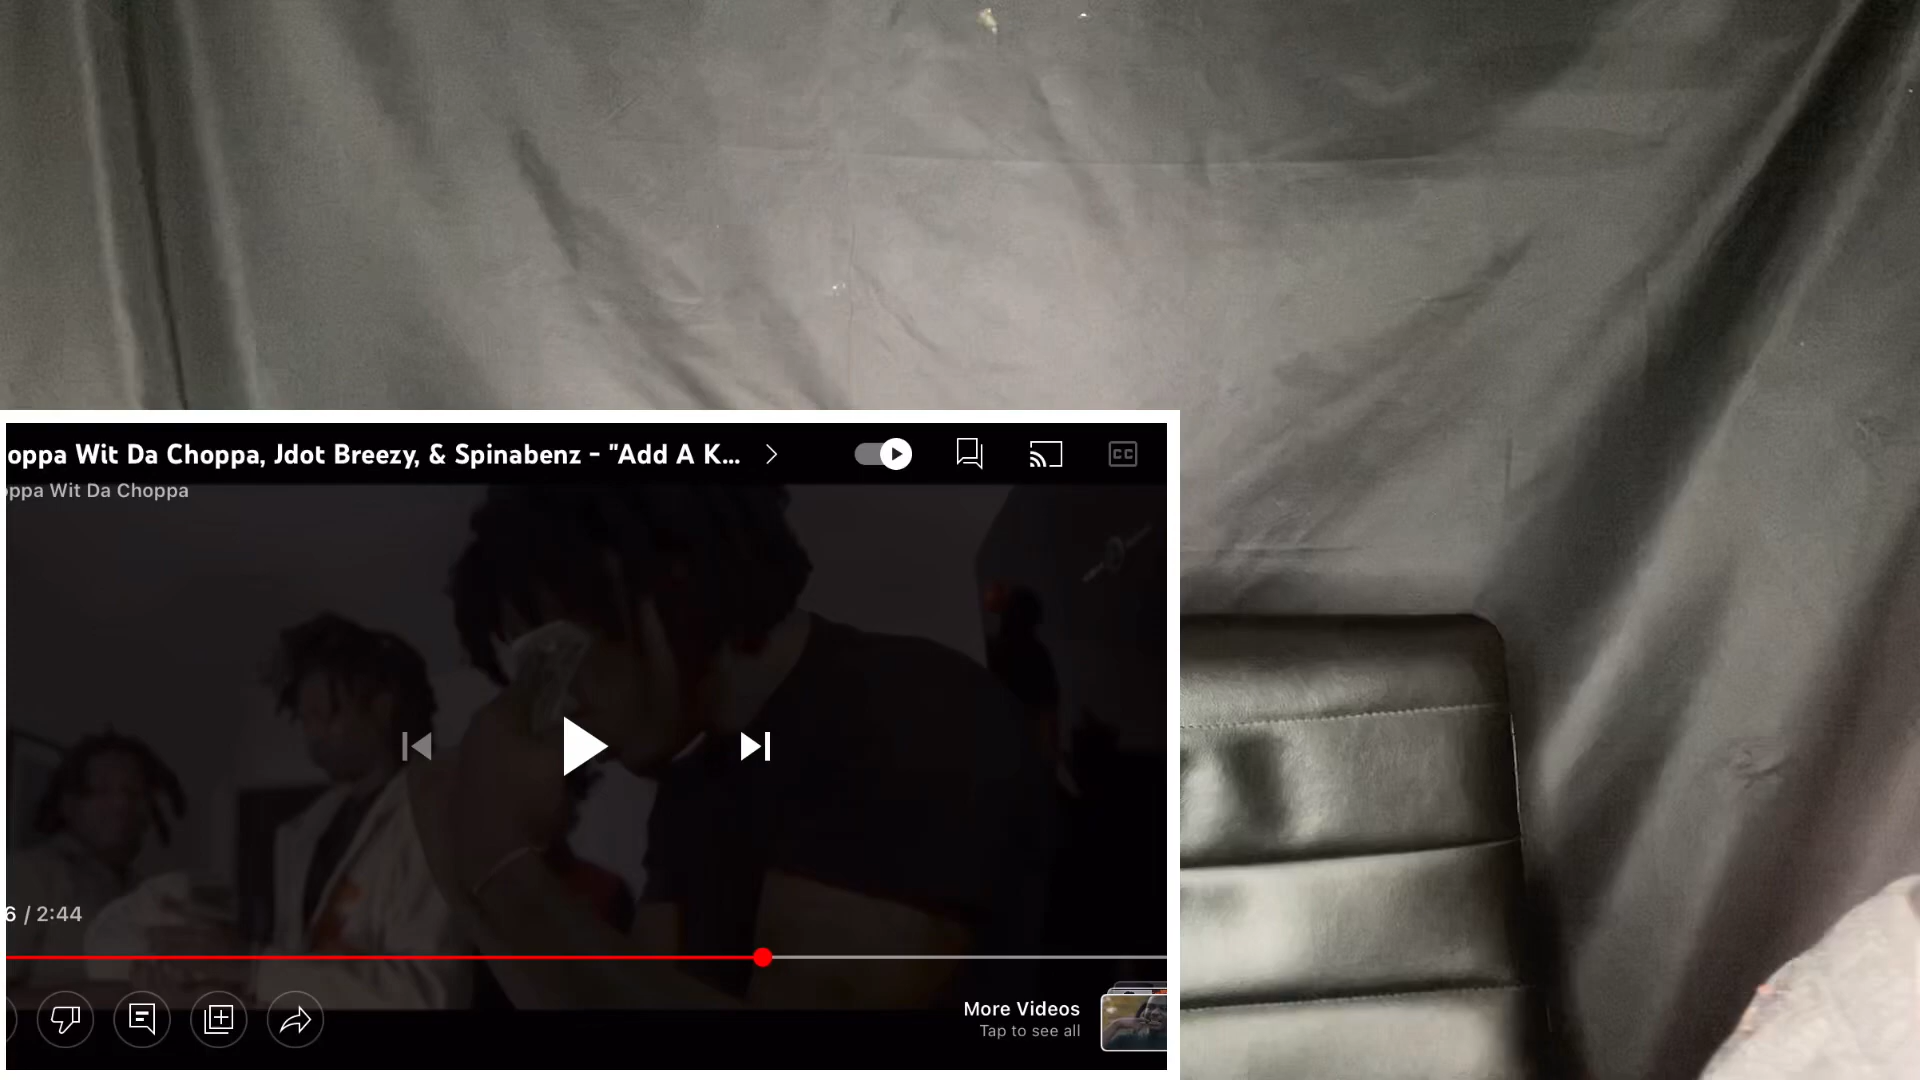 oppa Wit Da Choppa, Jdot Breezy, & Spinabenz - "Add A K...
ppa Wit Da Choppa
CC
6 / 2:44
More Videos
Tap to see all